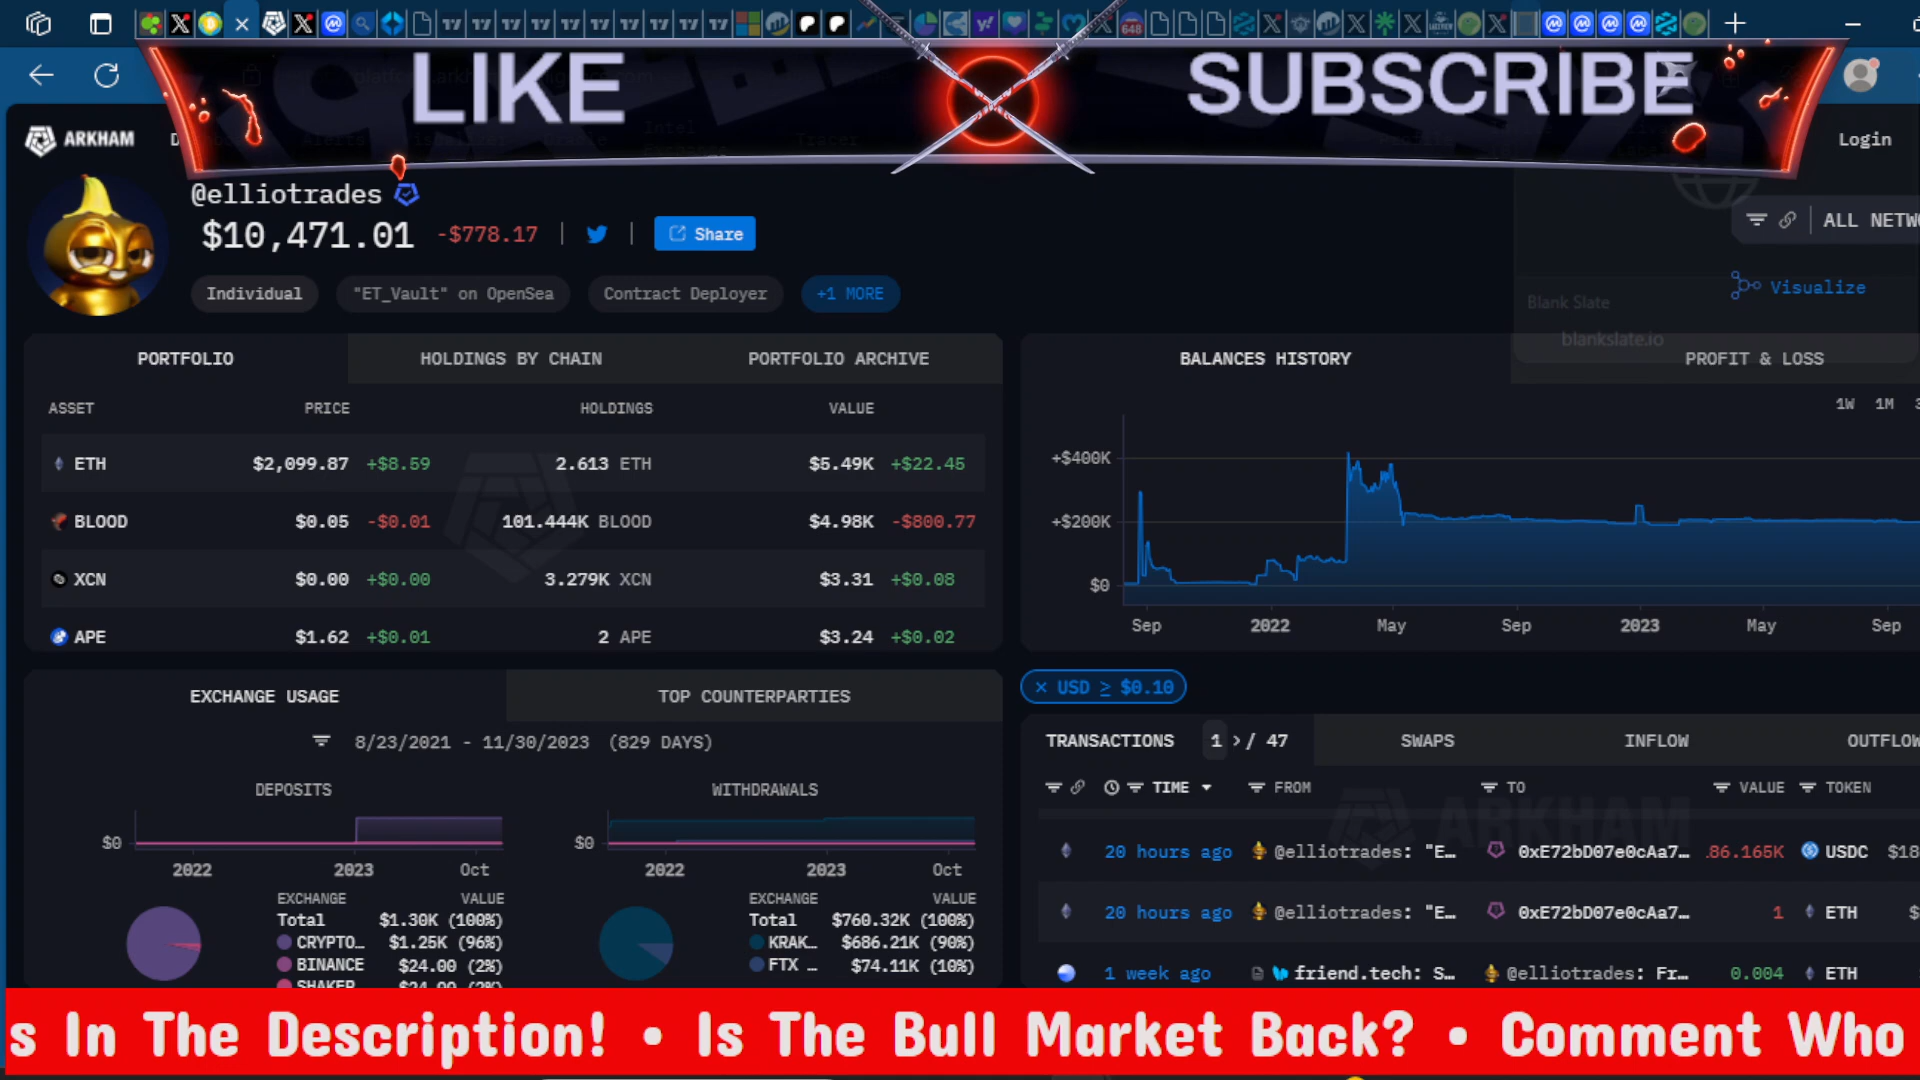 LIKE
SUBSCRIBE
ARKHAM
Login
@elliotrades
$10,471.01 -$778.17 | | Share
ALL NETW
Individual "ET_Vault" on OpenSea Contract Deployer +1 MORE
Visualize
Blank Slate
blankslate.io
PORTFOLIO HOLDINGS BY CHAIN PORTFOLIO ARCHIVE
BALANCES HISTORY PROFIT & LOSS
ASSET PRICE HOLDINGS VALUE
1W 1M
ETH $2,099.87 +$8.59 2.613 ETH $5.49K +$22.45
BLOOD $0.05 -$0.01 101.444K BLOOD $4.98K -$800.77
XCN $0.00 +$0.00 3.279K XCN $3.31 +$0.08
APE $1.62 +$0.01 2 APE $3.24 +$0.02
+$400K
+$200K
$0
Sep 2022 May Sep 2023 May Sep
EXCHANGE USAGE TOP COUNTERPARTIES
8/23/2021 - 11/30/2023 (829 DAYS)
DEPOSITS WITHDRAWALS
$0 $0
2022 2023 Oct 2022 2023 Oct
EXCHANGE VALUE EXCHANGE VALUE
Total $1.30K (100%) Total $760.32K (100%)
CRYPTO… $1.25K (96%) KRAK… $686.21K (90%)
BINANCE $24.00 (2%) FTX … $74.11K (10%)
SHAKER $24.00 (2%)
× USD ≥ $0.10
TRANSACTIONS 1 > / 47 SWAPS INFLOW OUTFLOW
TIME FROM TO VALUE TOKEN
20 hours ago @elliotrades: "E… 0xE72bD07e0cAa7… .86.165K USDC $18
20 hours ago @elliotrades: "E… 0xE72bD07e0cAa7… 1 ETH $
1 week ago friend.tech: S… @elliotrades: Fr… 0.004 ETH
s In The Description! • Is The Bull Market Back? • Comment Who